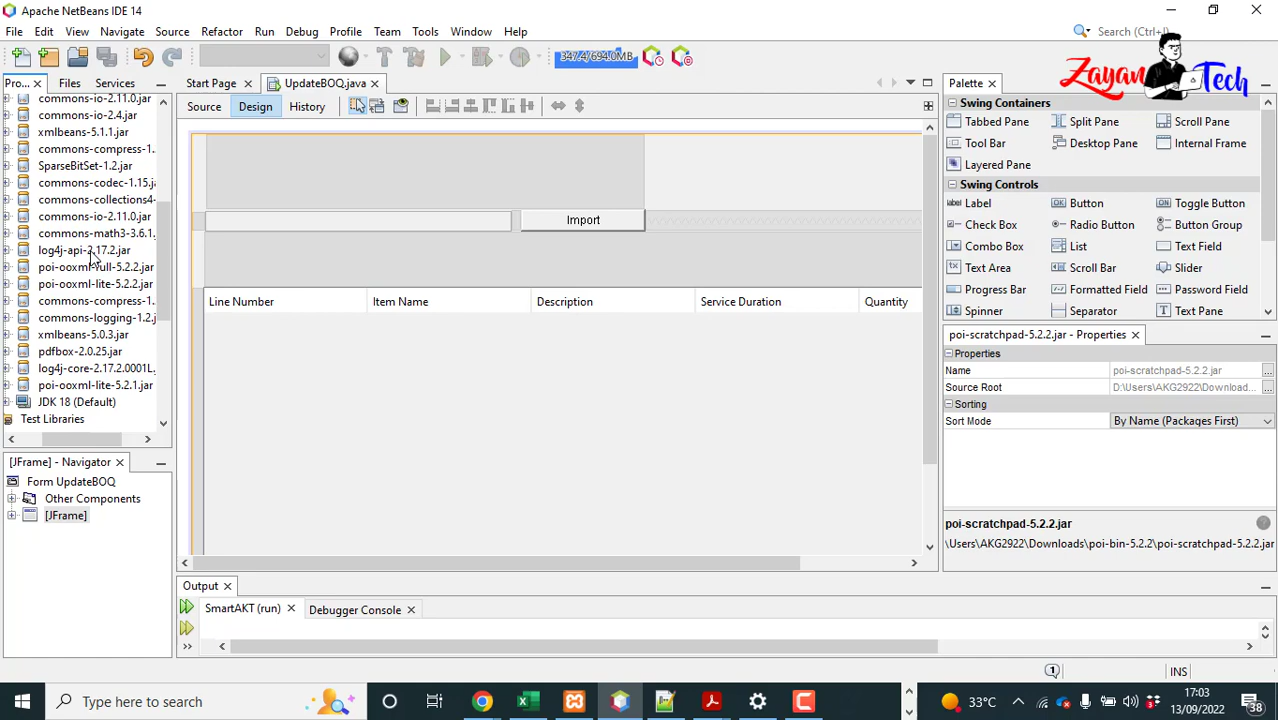 Apache NetBeans IDE 14
File Edit View Navigate Source Refactor Run Debug Profile Team Tools Window Help
Search (Ctrl+I)
347.4/694.0MB
Zayan Tech
Pro... Files Services
Start Page UpdateBOQ.java
Source Design History
commons-io-2.11.0.jar
commons-io-2.4.jar
xmlbeans-5.1.1.jar
commons-compress-1..
SparseBitSet-1.2.jar
commons-codec-1.15.ja
commons-collections4-
commons-io-2.11.0.jar
commons-math3-3.6.1.
log4j-api-2.17.2.jar
poi-ooxml-full-5.2.2.jar
poi-ooxml-lite-5.2.2.jar
commons-compress-1..
commons-logging-1.2.j
xmlbeans-5.0.3.jar
pdfbox-2.0.25.jar
log4j-core-2.17.2.0001L.
poi-ooxml-lite-5.2.1.jar
JDK 18 (Default)
Test Libraries
[JFrame] - Navigator
Form UpdateBOQ
Other Components
[JFrame]
Import
Line Number Item Name Description Service Duration Quantity
Output
SmartAKT (run) Debugger Console
Palette
Swing Containers
Tabbed Pane Split Pane Scroll Pane
Tool Bar Desktop Pane Internal Frame
Layered Pane
Swing Controls
label Label OK Button Toggle Button
Check Box Radio Button Button Group
Combo Box List Text Field
Text Area Scroll Bar Slider
Progress Bar Formatted Field Password Field
Spinner Separator Text Pane
poi-scratchpad-5.2.2.jar - Properties
Properties
Name poi-scratchpad-5.2.2.jar ...
Source Root D:\Users\AKG2922\Download... ...
Sorting
Sort Mode By Name (Packages First)
poi-scratchpad-5.2.2.jar
\Users\AKG2922\Downloads\poi-bin-5.2.2\poi-scratchpad-5.2.2.jar
1 INS
Type here to search
33°C
17:03
13/09/2022
38